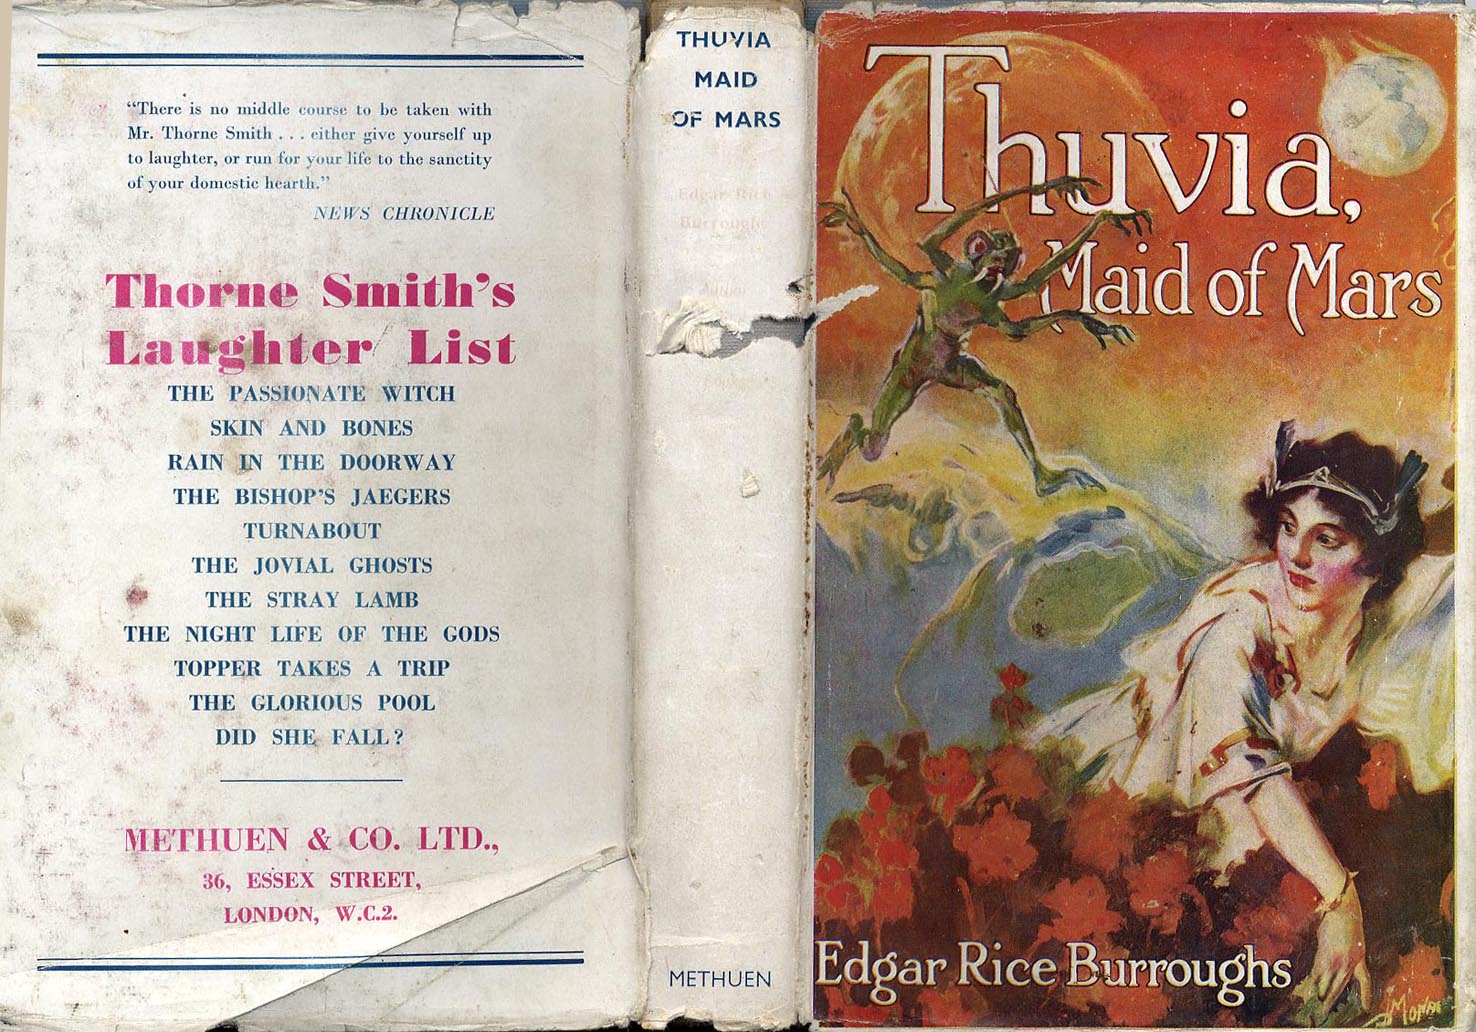 “There is no middle course to be taken with
Mr. Thorne Smith . . . either give yourself up
to laughter, or run for your life to the sanctity
of your domestic hearth.”
NEWS CHRONICLE
Thorne Smith's
Laughter List
THE PASSIONATE WITCH
SKIN AND BONES
RAIN IN THE DOORWAY
THE BISHOP'S JAEGERS
TURNABOUT
THE JOVIAL GHOSTS
THE STRAY LAMB
THE NIGHT LIFE OF THE GODS
TOPPER TAKES A TRIP
THE GLORIOUS POOL
DID SHE FALL?
METHUEN & CO. LTD.,
36, ESSEX STREET,
LONDON, W.C.2.
THUVIA
MAID
OF MARS
Edgar Rice
Burroughs
METHUEN
Thuvia,
Maid of Mars
Edgar Rice Burroughs